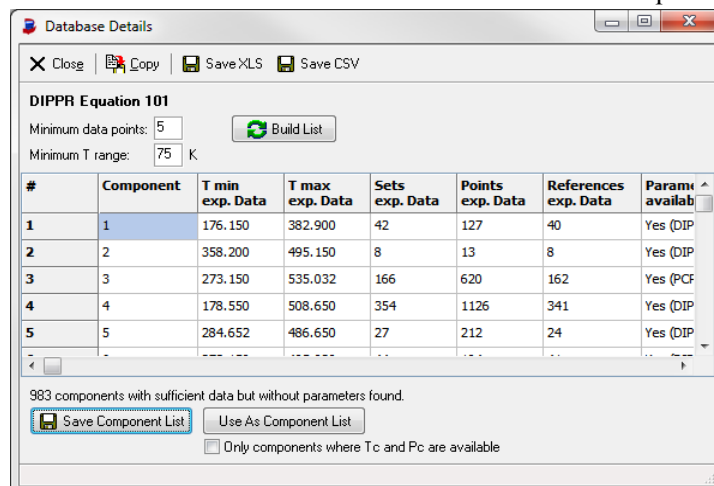 Database Details
Close Copy Save XLS Save CSV
DIPPR Equation 101
Minimum data points: 5 Build List
Minimum T range: 75 K
# Component T min exp. Data T max exp. Data Sets exp. Data Points exp. Data References exp. Data Parame availab
1 1 176.150 382.900 42 127 40 Yes (DIP
2 2 358.200 495.150 8 13 8 Yes (DIP
3 3 273.150 535.032 166 620 162 Yes (PCF
4 4 178.550 508.650 354 1126 341 Yes (DIP
5 5 284.652 486.650 27 212 24 Yes (DIP
983 components with sufficient data but without parameters found.
Save Component List Use As Component List
Only components where Tc and Pc are available